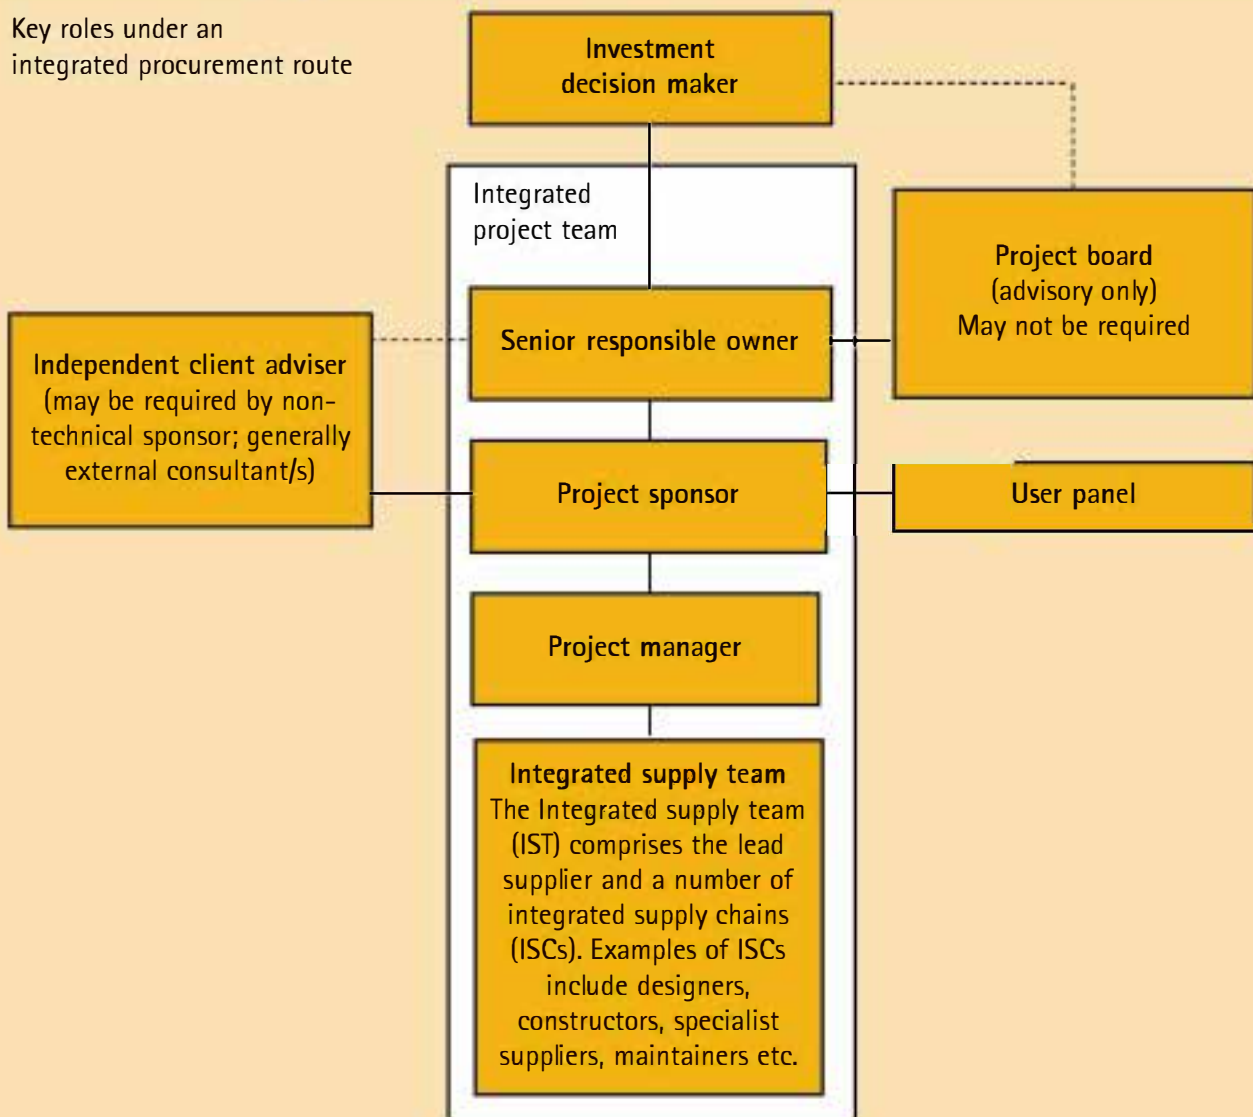 Key roles under an
integrated procurement route
Investment
decision maker
Integrated
project team
Project board
(advisory only)
May not be required
Senior responsible owner
Independent client adviser
(may be required by non-
technical sponsor; generally
external consultant/s)
Project sponsor
User panel
Project manager
Integrated supply team
The Integrated supply team
(IST) comprises the lead
supplier and a number of
integrated supply chains
(ISCs). Examples of ISCs
include designers,
constructors, specialist
suppliers, maintainers etc.